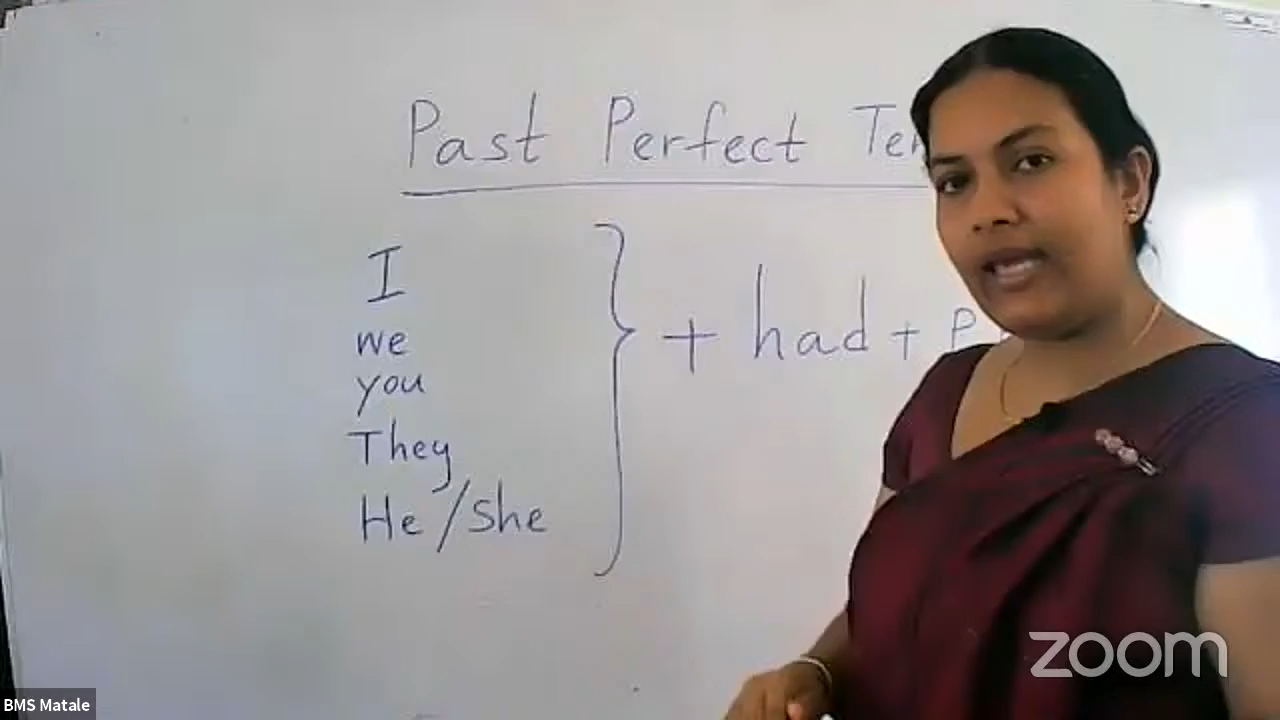 Past Perfect Te
I
we
you
They
He/She
} + had + P
zoom
BMS Matale